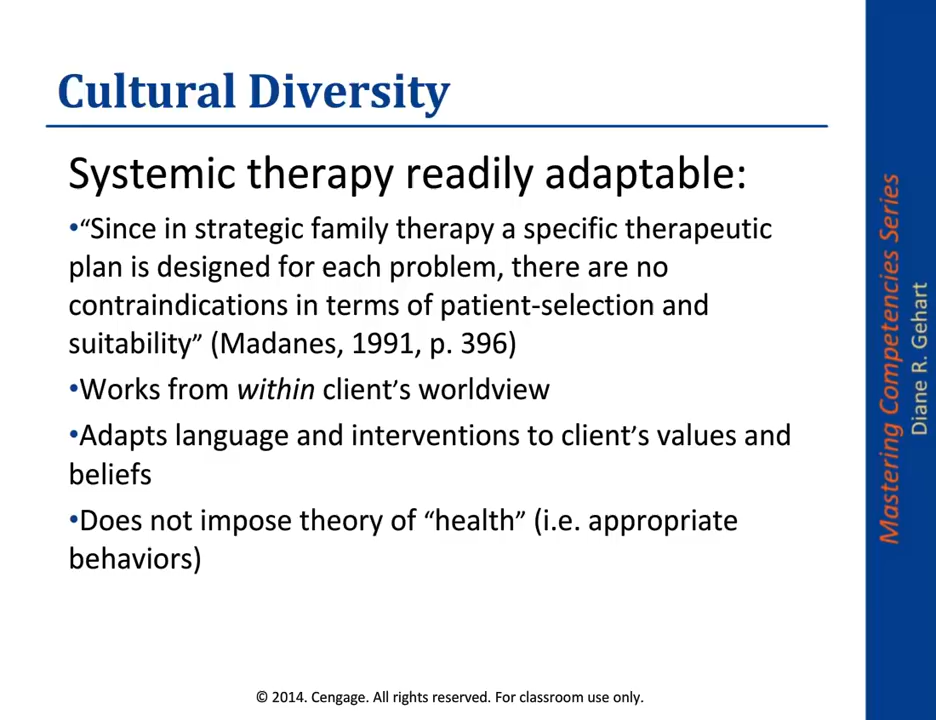 Cultural Diversity
Systemic therapy readily adaptable:
•“Since in strategic family therapy a specific therapeutic
plan is designed for each problem, there are no
contraindications in terms of patient-selection and
suitability” (Madanes, 1991, p. 396)
•Works from within client’s worldview
•Adapts language and interventions to client’s values and
beliefs
•Does not impose theory of “health” (i.e. appropriate
behaviors)
© 2014. Cengage. All rights reserved. For classroom use only.
Mastering Competencies Series
Diane R. Gehart